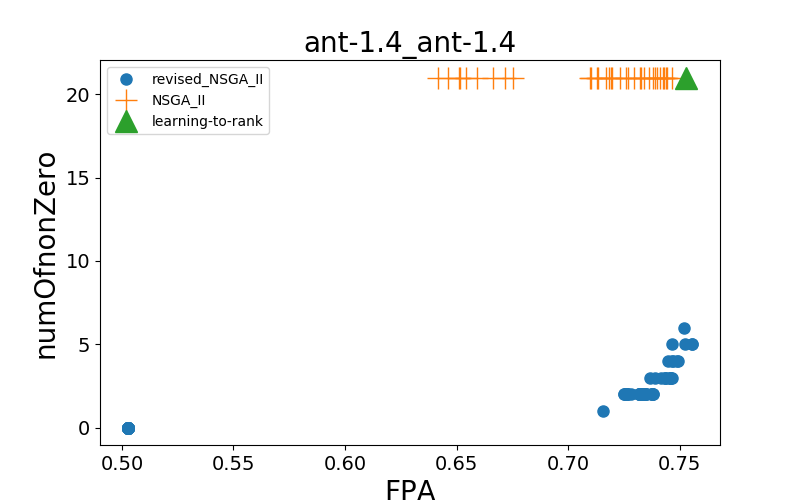 ant-1.4_ant-1.4
revised_NSGA_II
NSGA_II
learning-to-rank
numOfnonZero
20
15
10
5
0
0.50 0.55 0.60 0.65 0.70 0.75
FPA